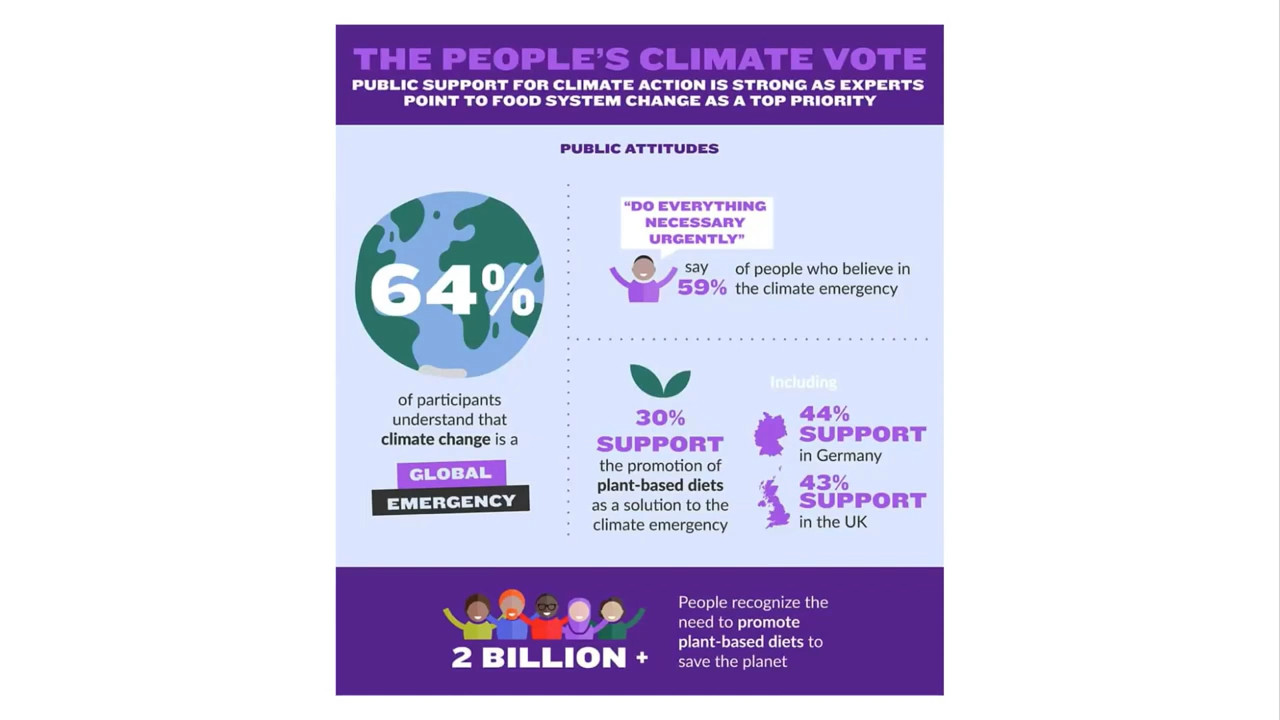 THE PEOPLE'S CLIMATE VOTE
PUBLIC SUPPORT FOR CLIMATE ACTION IS STRONG AS EXPERTS
POINT TO FOOD SYSTEM CHANGE AS A TOP PRIORITY
PUBLIC ATTITUDES
64%
of participants
understand that
climate change is a
GLOBAL
EMERGENCY
"DO EVERYTHING
NECESSARY
URGENTLY"
say
59%
of people who believe in
the climate emergency
30%
SUPPORT
the promotion of
plant-based diets
as a solution to the
climate emergency
Including
44%
SUPPORT
in Germany
43%
SUPPORT
in the UK
2 BILLION +
People recognize the
need to promote
plant-based diets to
save the planet